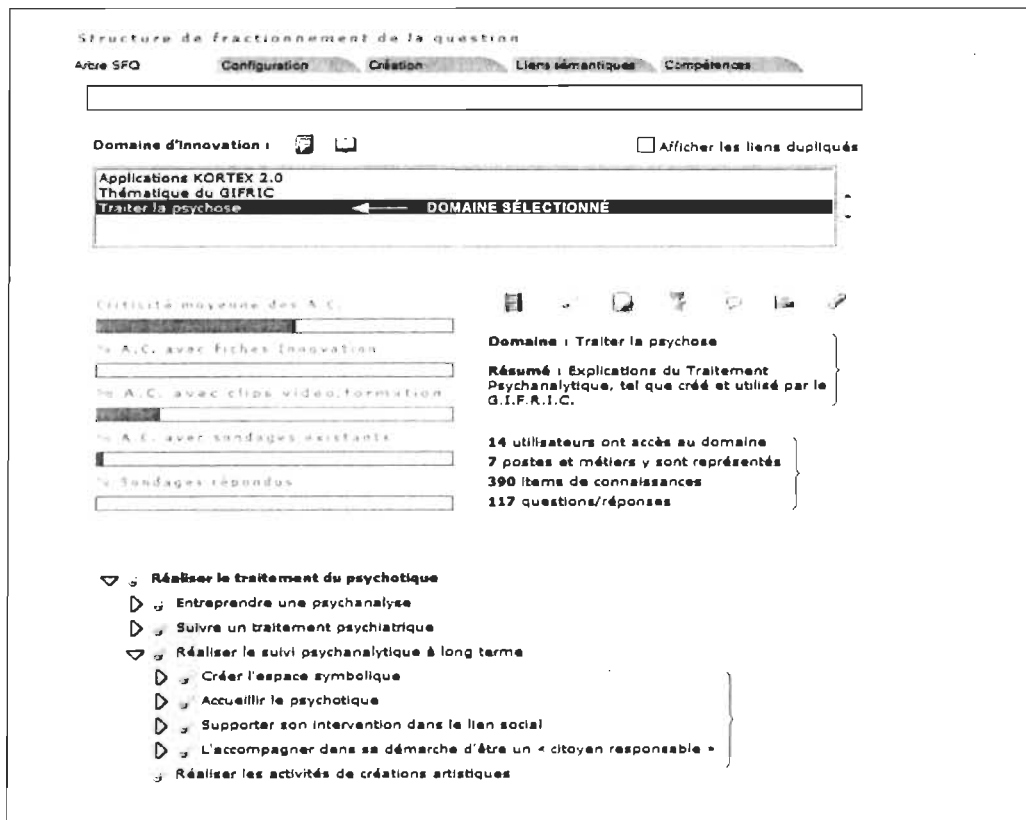 Structure de fractionnement de la question
Arbre SFQ Configuration Création Liens sémantiques Compétences
Domaine d'Innovation : Afficher les liens dupliqués
Applications KORTEX 2.0
Thématique du GIFRIC
Traiter la psychose DOMAINE SÉLECTIONNÉ
Criticité moyenne des A.C.
% A.C. avec fiches Innovation
% A.C. avec clips vidéo/formation
% A.C. avec sondages existants
% Sondages répondus
Domaine : Traiter la psychose
Résumé : Explications du Traitement
Psychanalytique, tel que créé et utilisé par le
G.I.F.R.I.C.
14 utilisateurs ont accès au domaine
7 postes et métiers y sont représentés
390 items de connaissances
117 questions/réponses
Réaliser le traitement du psychotique
Entreprendre une psychanalyse
Suivre un traitement psychiatrique
Réaliser le suivi psychanalytique à long terme
Créer l'espace symbolique
Accueillir le psychotique
Supporter son intervention dans le lien social
L'accompagner dans sa démarche d'être un « citoyen responsable »
Réaliser les activités de créations artistiques